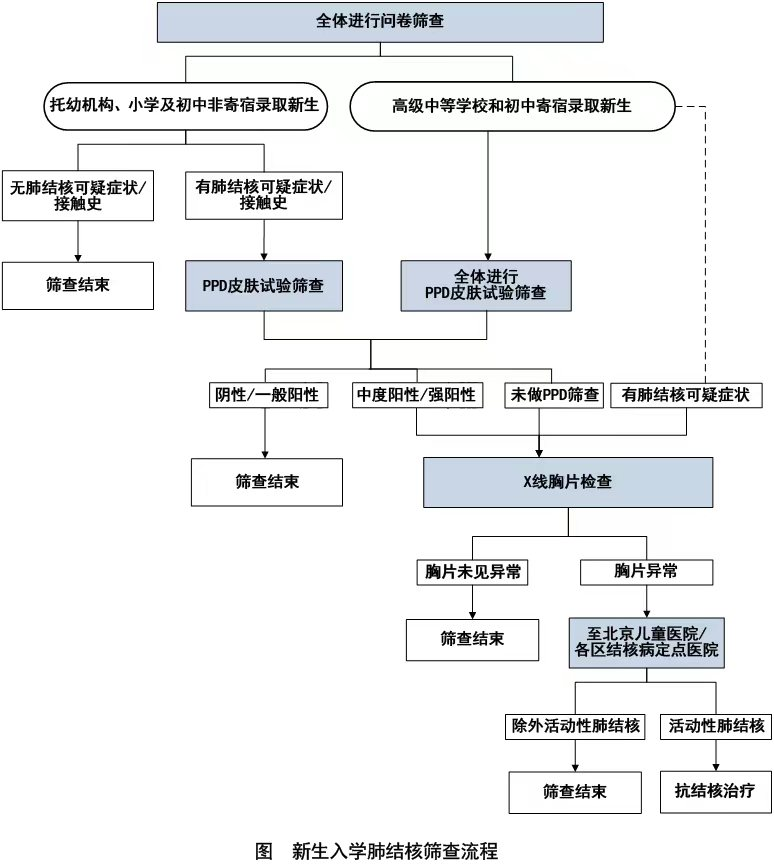 全体进行问卷筛查
托幼机构、小学及初中非寄宿录取新生
高级中等学校和初中寄宿录取新生
无肺结核可疑症状/
接触史
有肺结核可疑症状/
接触史
筛查结束
PPD皮肤试验筛查
全体进行
PPD皮肤试验筛查
阴性/一般阳性
中度阳性/强阳性
未做PPD筛查
有肺结核可疑症状
筛查结束
X线胸片检查
胸片未见异常
胸片异常
筛查结束
至北京儿童医院/
各区结核病定点医院
除外活动性肺结核
活动性肺结核
筛查结束
抗结核治疗
图 新生入学肺结核筛查流程